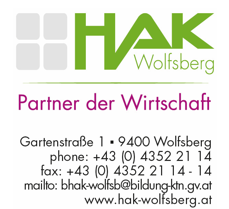 HAK
Wolfsberg
Partner der Wirtschaft
Gartenstraße 1 ▪ 9400 Wolfsberg
phone: +43 (0) 4352 21 14
fax: +43 (0) 4352 21 14 - 14
mailto: bhak-wolfsb@bildung-ktn.gv.at
www.hak-wolfsberg.at